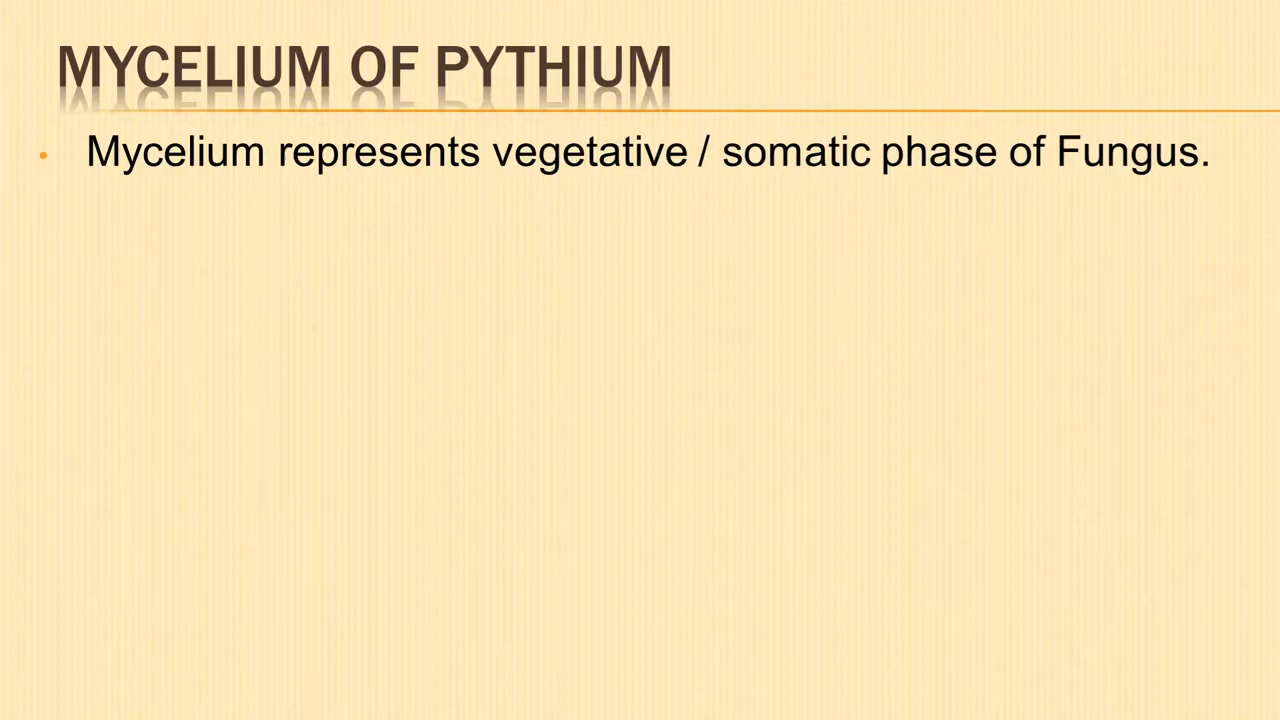 MYCELIUM OF PYTHIUM
• Mycelium represents vegetative / somatic phase of Fungus.